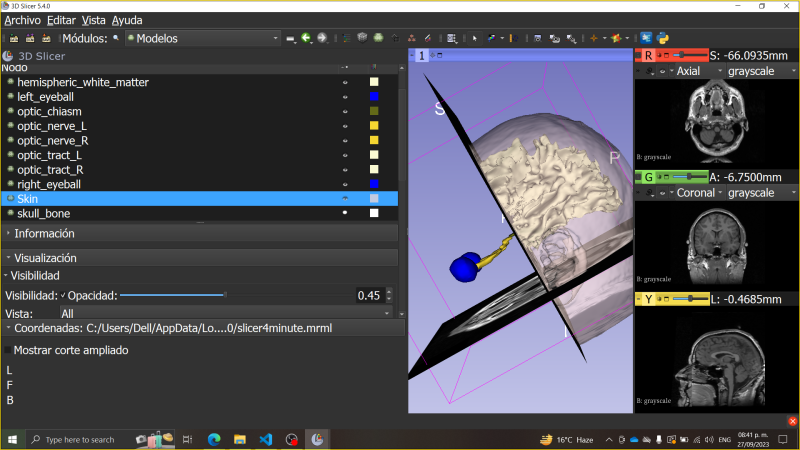 3D Slicer 5.4.0
Archivo Editar Vista Ayuda
Módulos: Modelos
3D Slicer
Nodo
hemispheric_white_matter
left_eyeball
optic_chiasm
optic_nerve_L
optic_nerve_R
optic_tract_L
optic_tract_R
right_eyeball
Skin
skull_bone
Información
Visualización
Visibilidad
Visibilidad: Opacidad: 0.45
Vista: All
Coordenadas: C:/Users/Dell/AppData/Lo....0/slicer4minute.mrml
Mostrar corte ampliado
L
F
B
1
S
P
R S: -66.0935mm
Axial grayscale
B: grayscale
G A: -6.7500mm
Coronal grayscale
B: grayscale
Y L: -0.4685mm
B: grayscale
Type here to search
16°C Haze
ENG
08:41 p. m.
27/09/2023